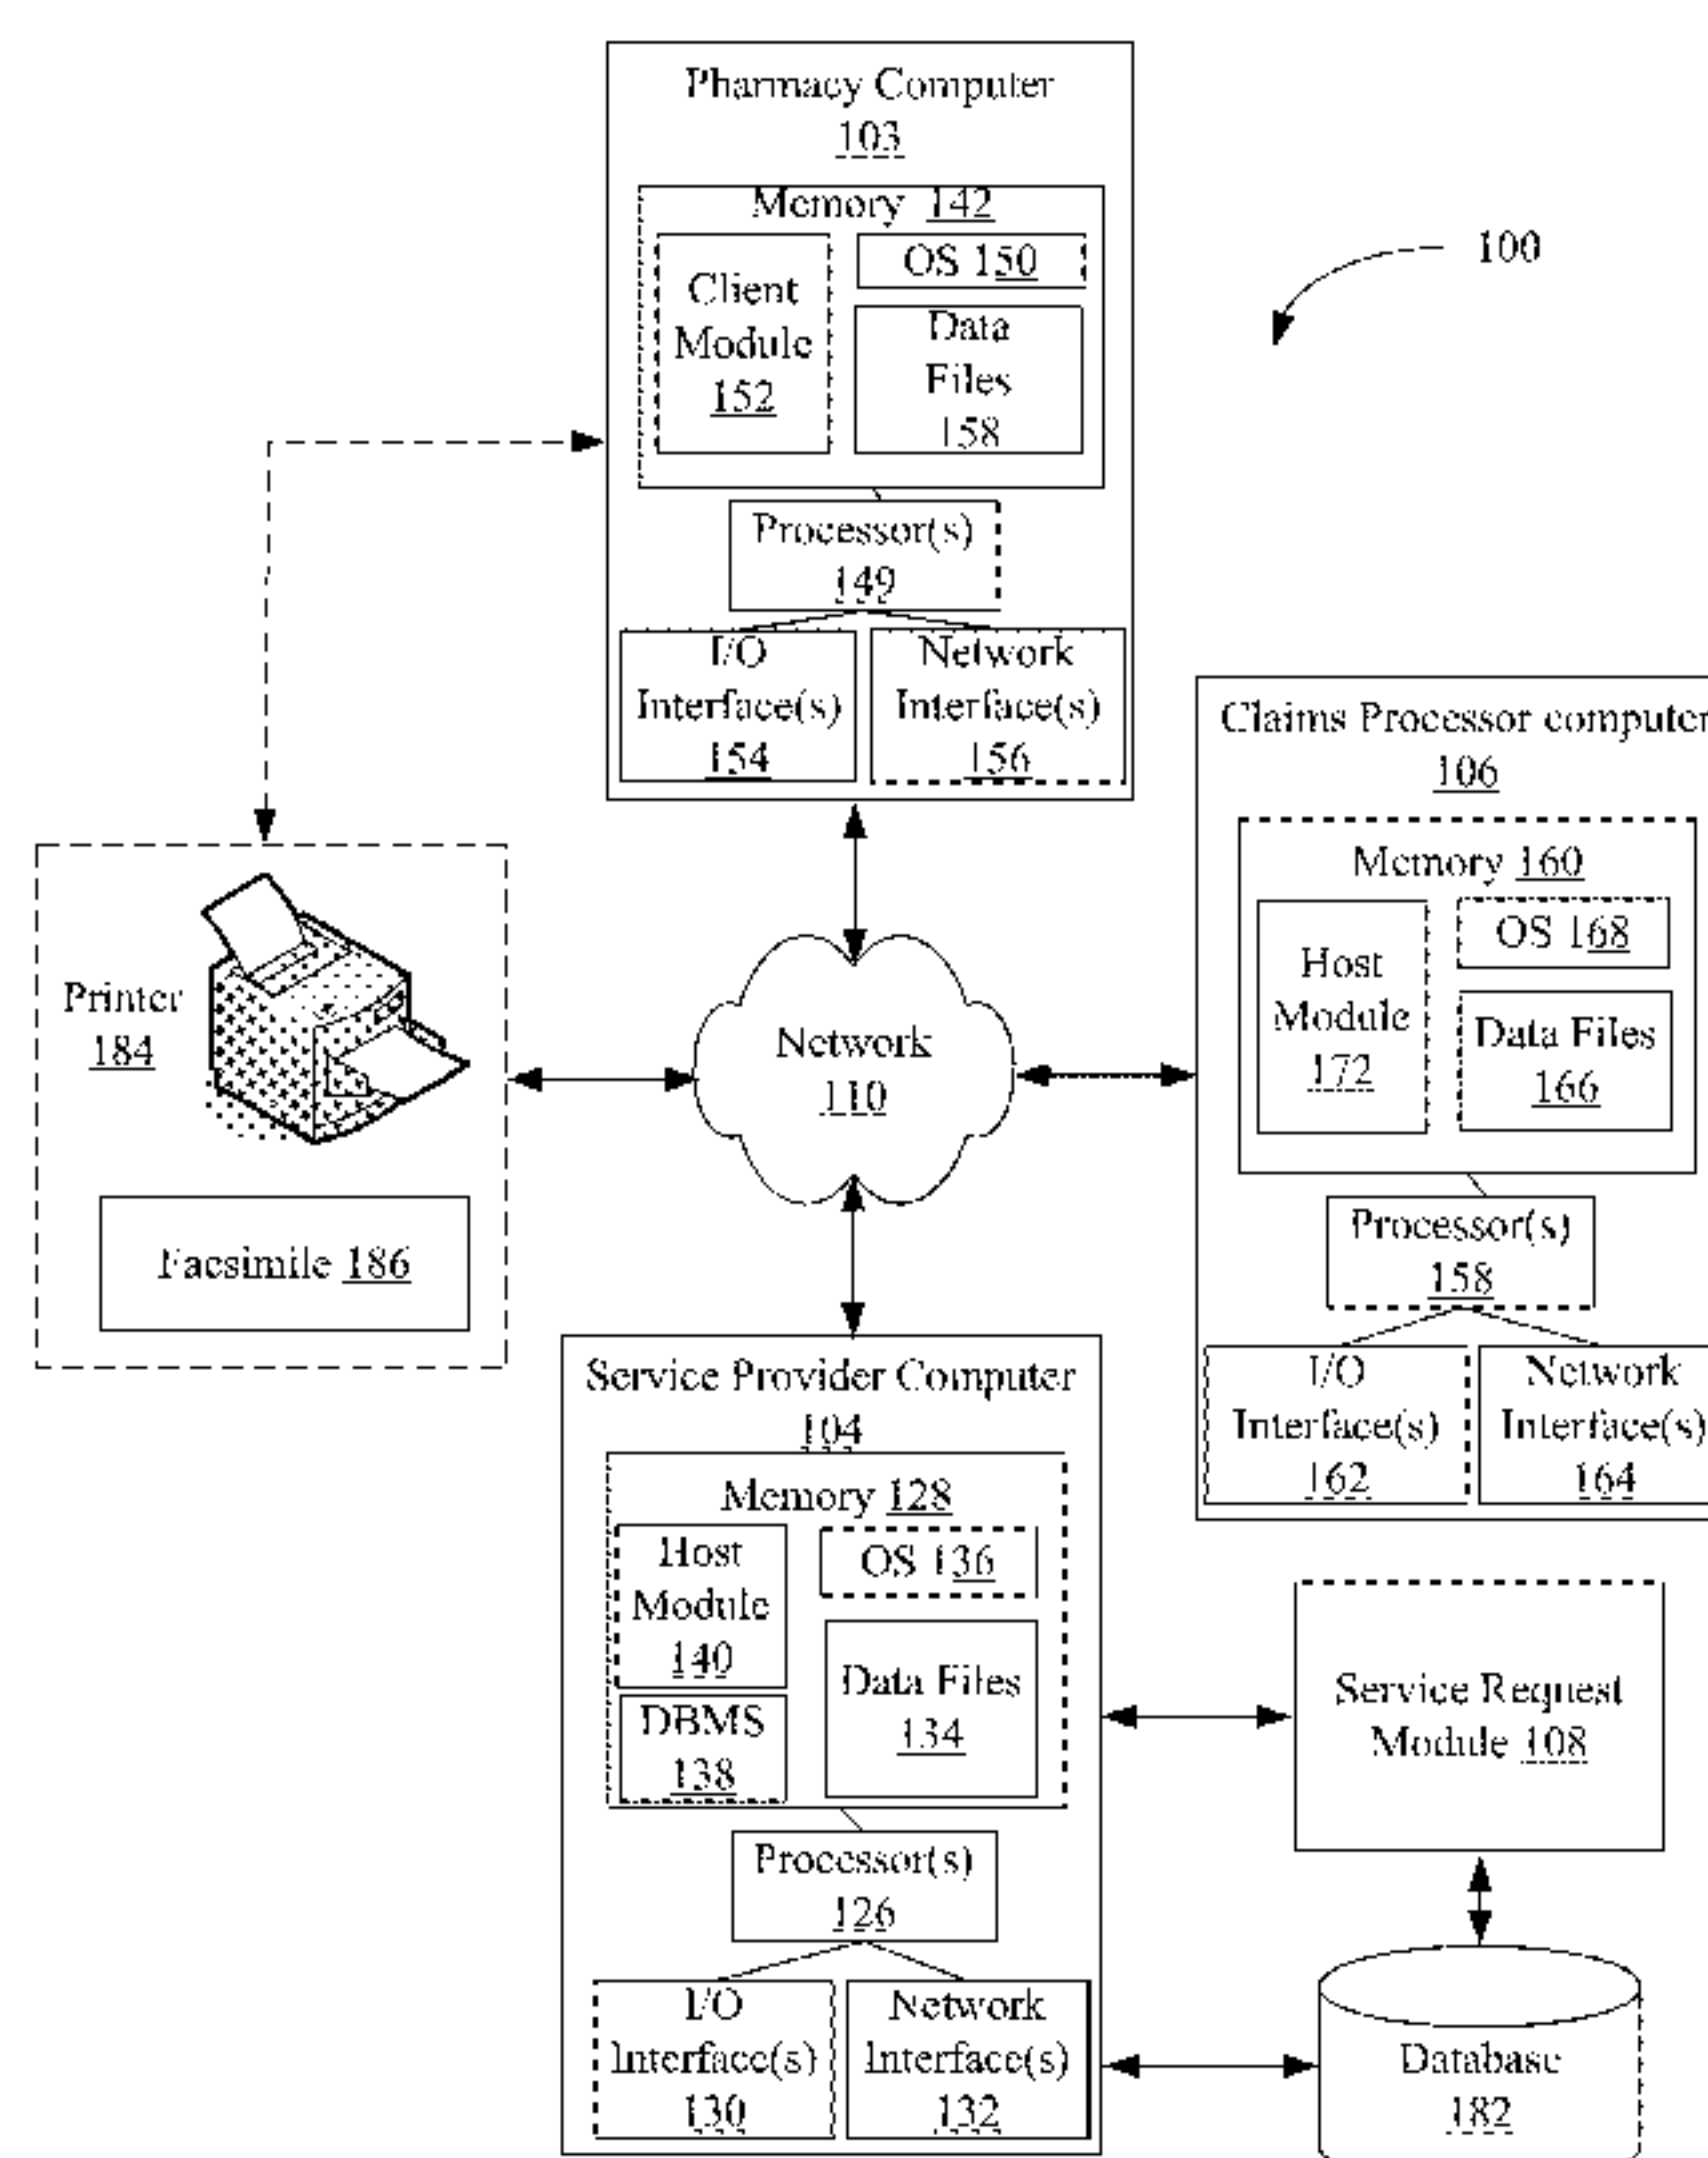 Pharmacy Computer
103
Memory 142
Client
Module
152
OS 150
Data
Files
158
Processor(s)
149
I/O
Interface(s)
154
Network
Interface(s)
156
100
Claims Processor computer
106
Memory 160
Host
Module
172
OS 168
Data Files
166
Processor(s)
158
I/O
Interface(s)
162
Network
Interface(s)
164
Printer
184
Facsimile 186
Network
110
Service Provider Computer
104
Memory 128
Host
Module
140
OS 136
DBMS
138
Data Files
134
Processor(s)
126
I/O
Interface(s)
130
Network
Interface(s)
132
Service Request
Module 108
Database
182